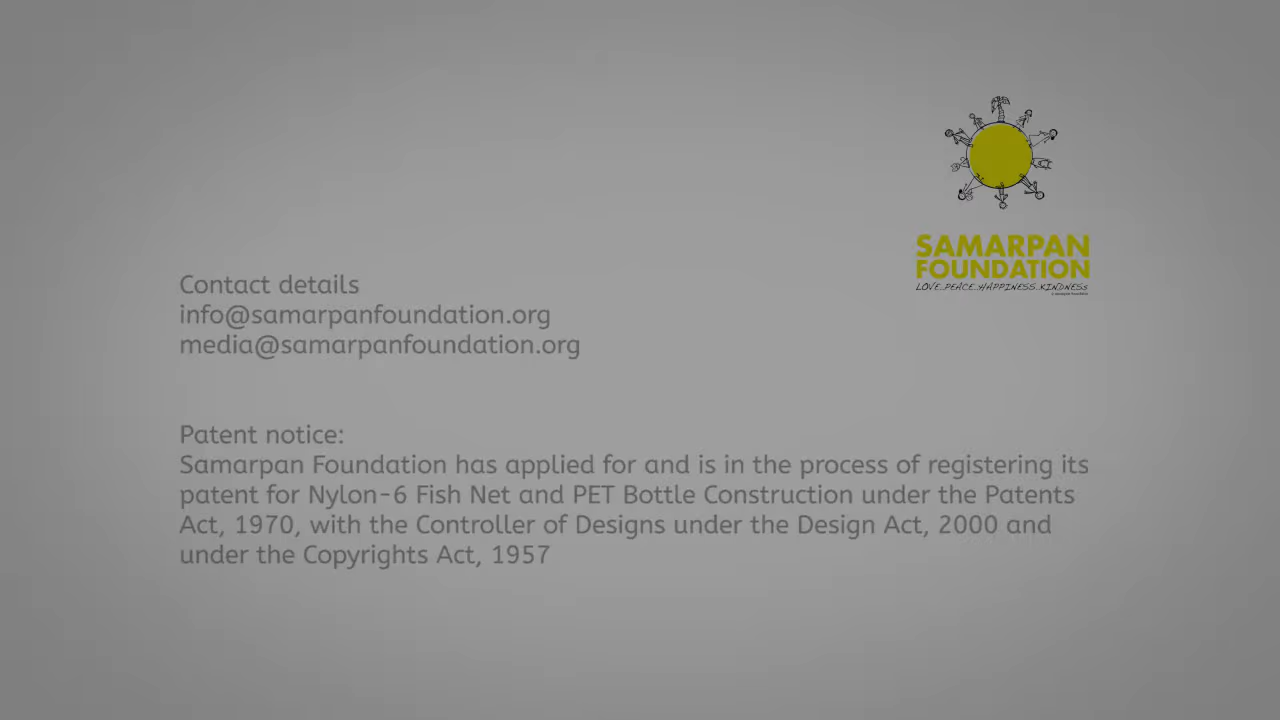 SAMARPAN
FOUNDATION
LOVE..PEACE..HAPPINESS..KINDNESS
Contact details
info@samarpanfoundation.org
media@samarpanfoundation.org
Patent notice:
Samarpan Foundation has applied for and is in the process of registering its
patent for Nylon-6 Fish Net and PET Bottle Construction under the Patents
Act, 1970, with the Controller of Designs under the Design Act, 2000 and
under the Copyrights Act, 1957